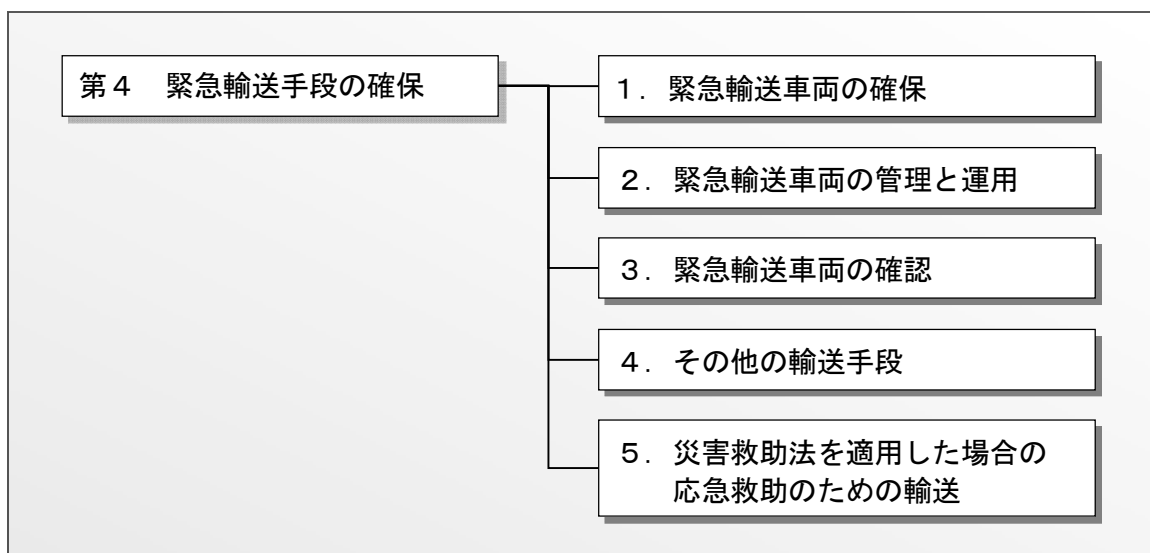 第４　緊急輸送手段の確保
１．緊急輸送車両の確保
２．緊急輸送車両の管理と運用
３．緊急輸送車両の確認
４．その他の輸送手段
５．災害救助法を適用した場合の
応急救助のための輸送